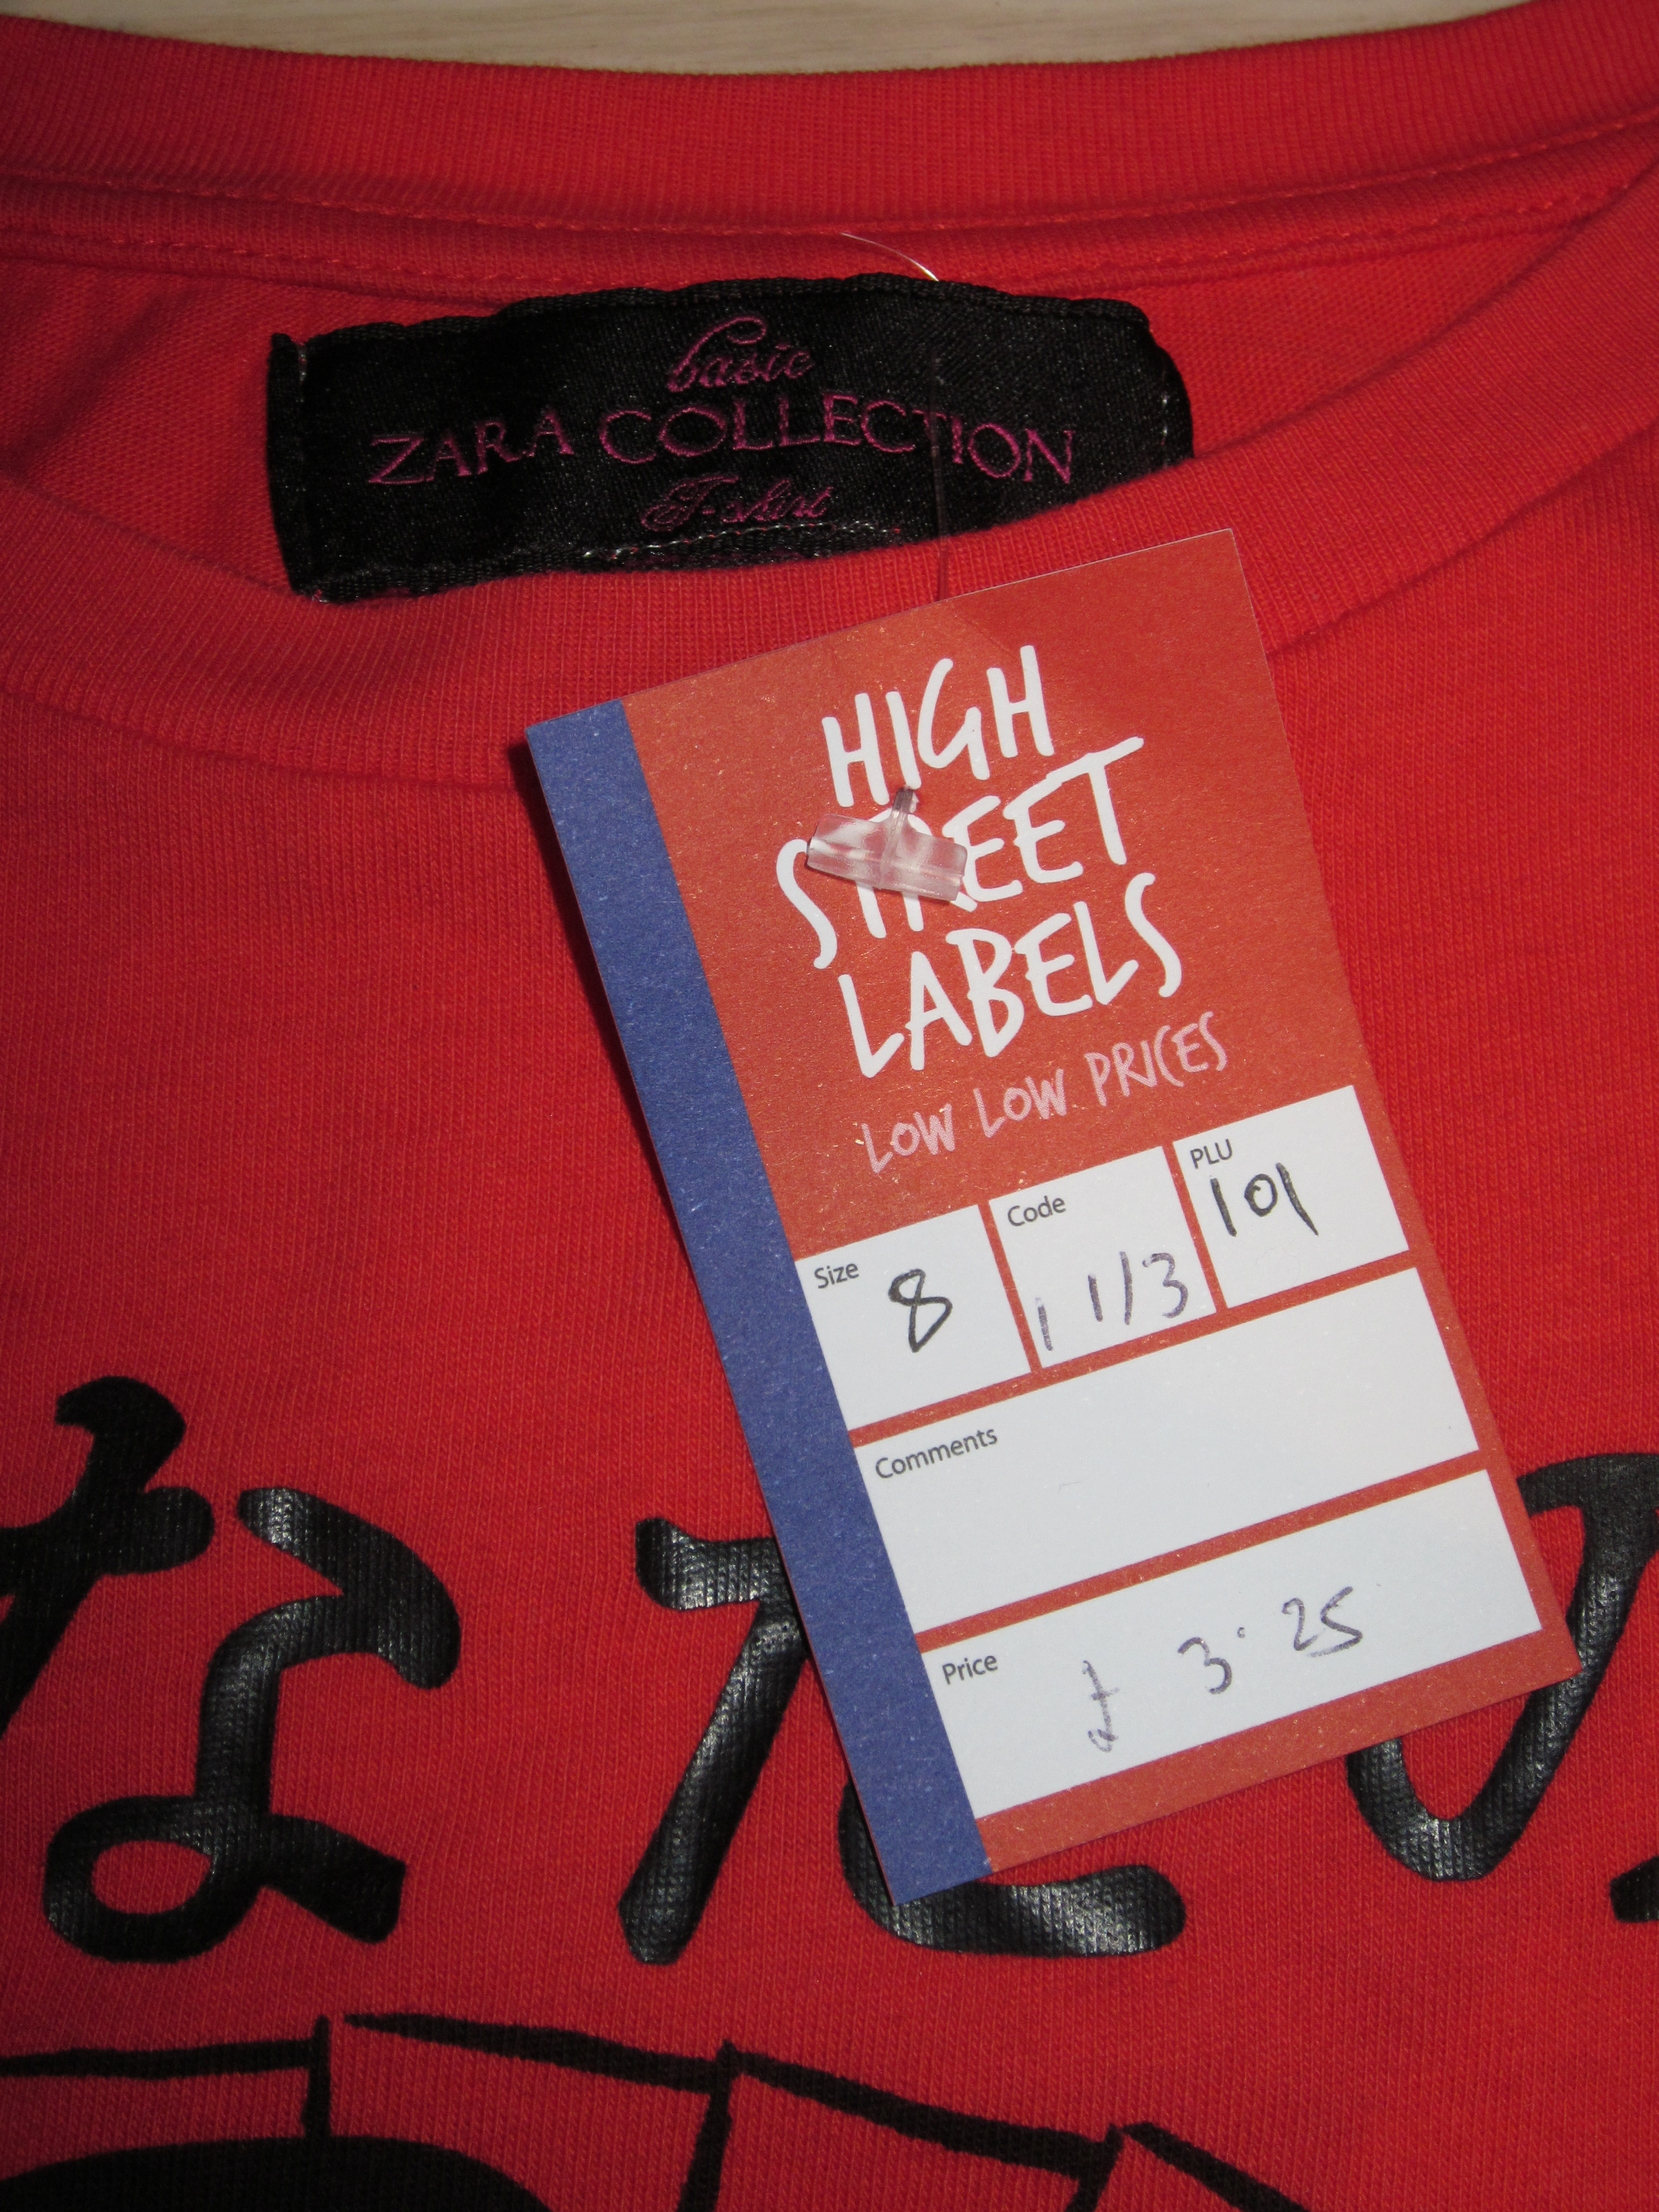 basic
ZARA COLLECTION
T-shirt
HIGH
STREET
LABELS
LOW LOW PRICES
Size 8
Code 1 1/3
PLU 101
Comments
Price £ 3.25
な